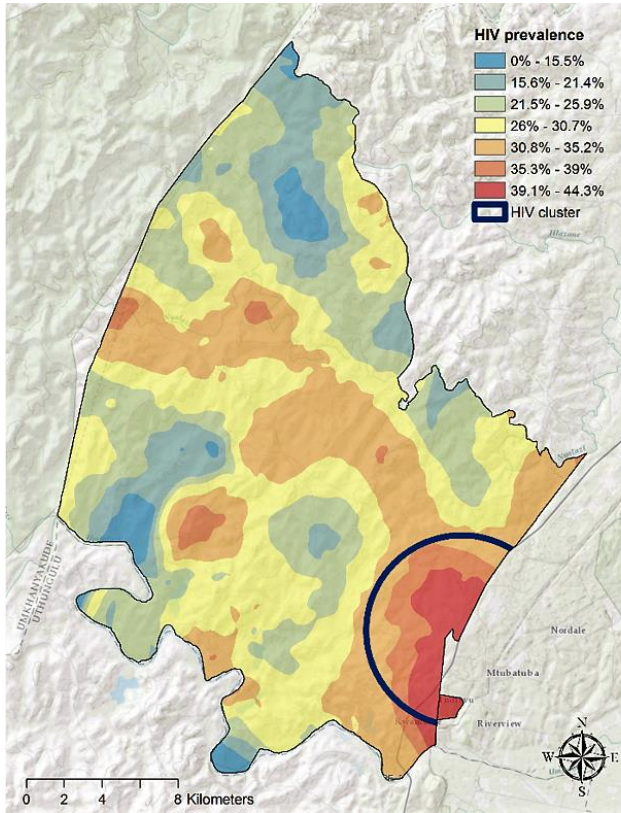 HIV prevalence
0% - 15.5%
15.6% - 21.4%
21.5% - 25.9%
26% - 30.7%
30.8% - 35.2%
35.3% - 39%
39.1% - 44.3%
HIV cluster
UMKHANYAKUDE
UTHUNGULU
Nordale
Mtubatuba
Riverview
N
W
E
S
0 2 4 8 Kilometers